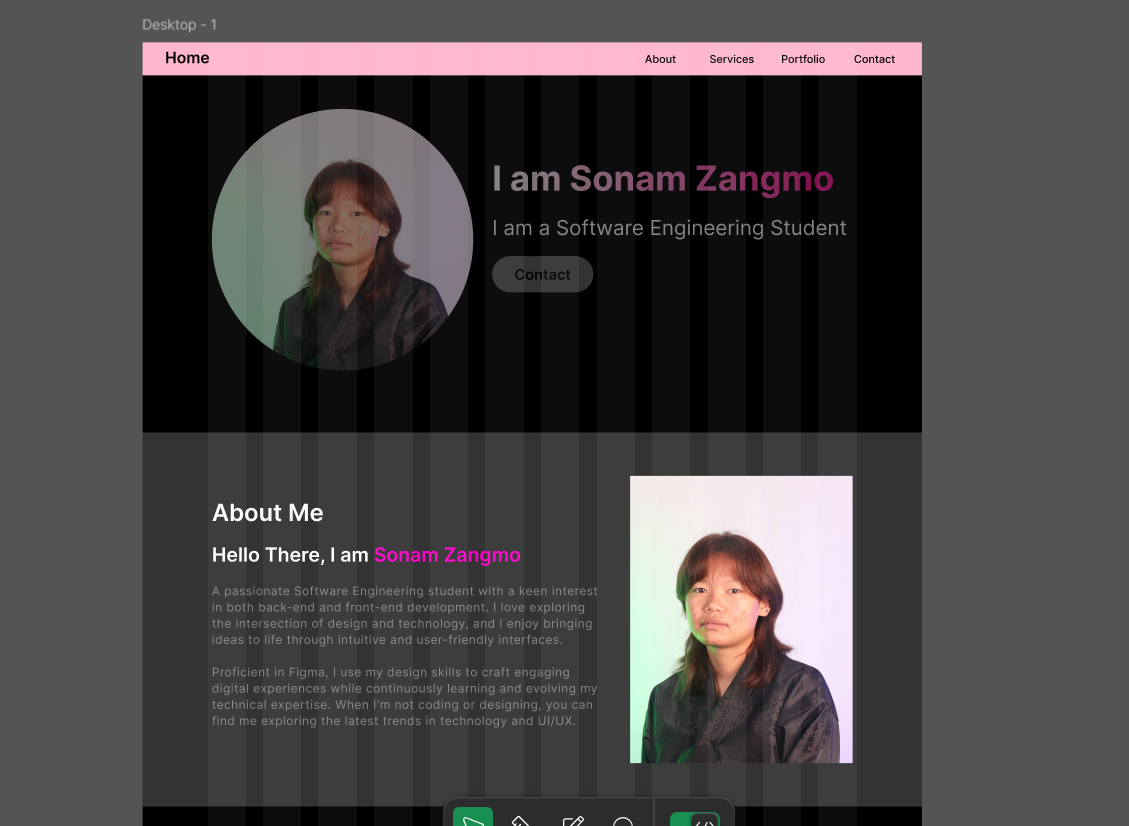 Desktop - 1
Home
About
Services
Portfolio
Contact
I am Sonam Zangmo
I am a Software Engineering Student
Contact
About Me
Hello There, I am Sonam Zangmo
A passionate Software Engineering student with a keen interest
in both back-end and front-end development. I love exploring
the intersection of design and technology, and I enjoy bringing
ideas to life through intuitive and user-friendly interfaces.
Proficient in Figma, I use my design skills to craft engaging
digital experiences while continuously learning and evolving my
technical expertise. When I'm not coding or designing, you can
find me exploring the latest trends in technology and UI/UX.